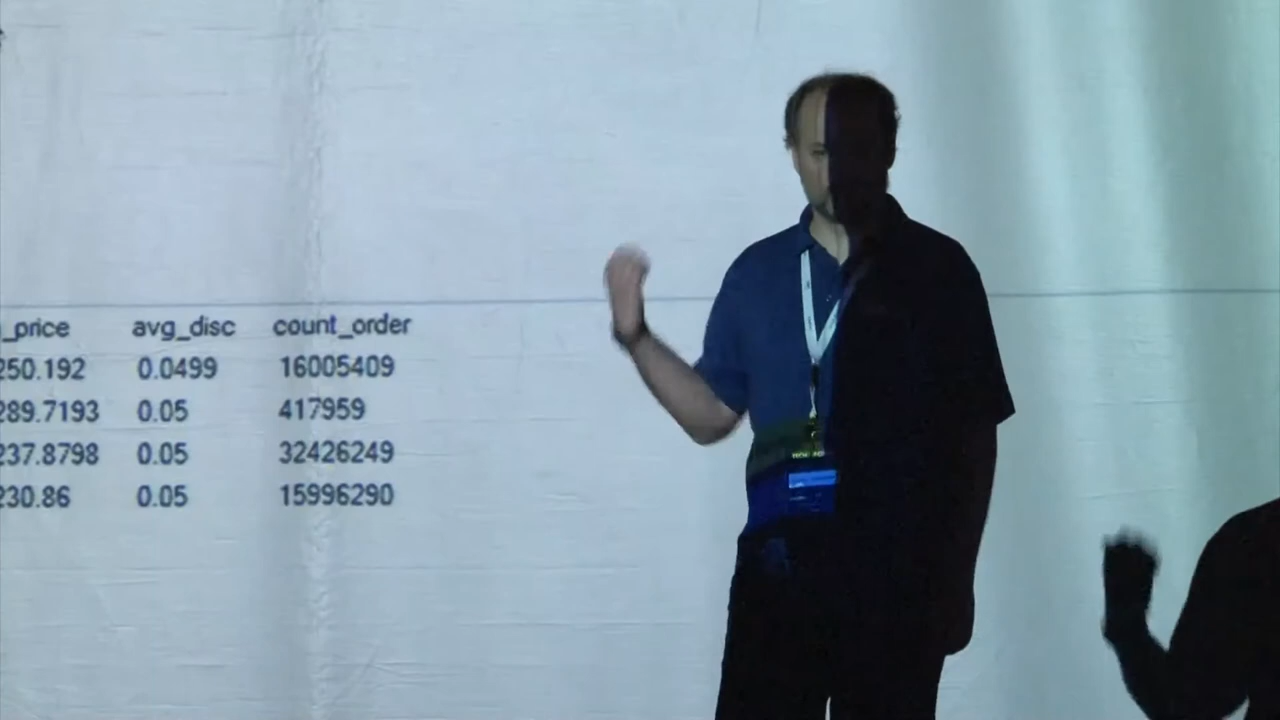 _price avg_disc count_order
250.192 0.0499 16005409
289.7193 0.05 417959
237.8798 0.05 32426249
230.86 0.05 15996290